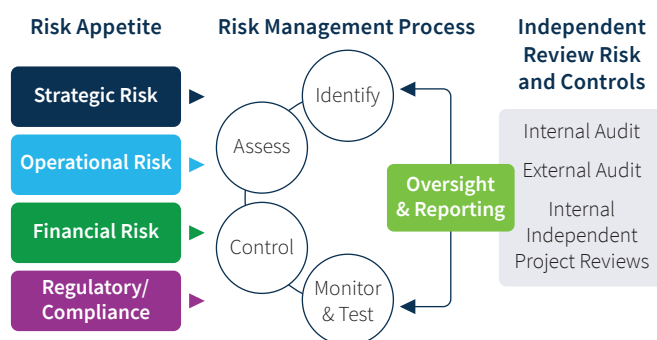 Risk Appetite
Strategic Risk
Operational Risk
Financial Risk
Regulatory/
Compliance
Risk Management Process
Identify
Assess
Control
Monitor
& Test
Oversight
& Reporting
Independent
Review Risk
and Controls
Internal Audit
External Audit
Internal
Independent
Project Reviews